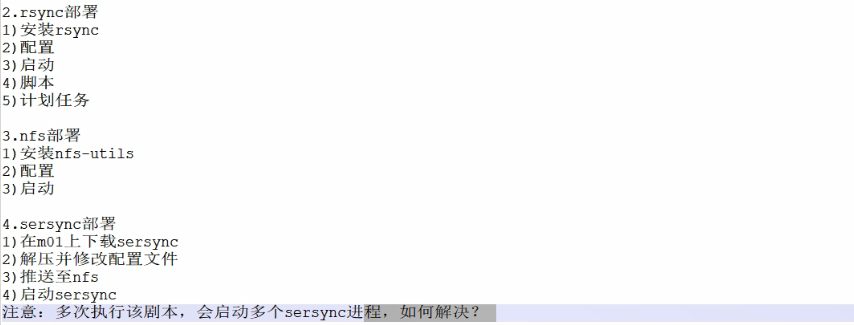 2.rsync部署
1)安装rsync
2)配置
3)启动
4)脚本
5)计划任务
3.nfs部署
1)安装nfs-utils
2)配置
3)启动
4.sersync部署
1)在m01上下载sersync
2)解压并修改配置文件
3)推送至nfs
4)启动sersync
注意：多次执行该剧本，会启动多个sersync进程，如何解决？